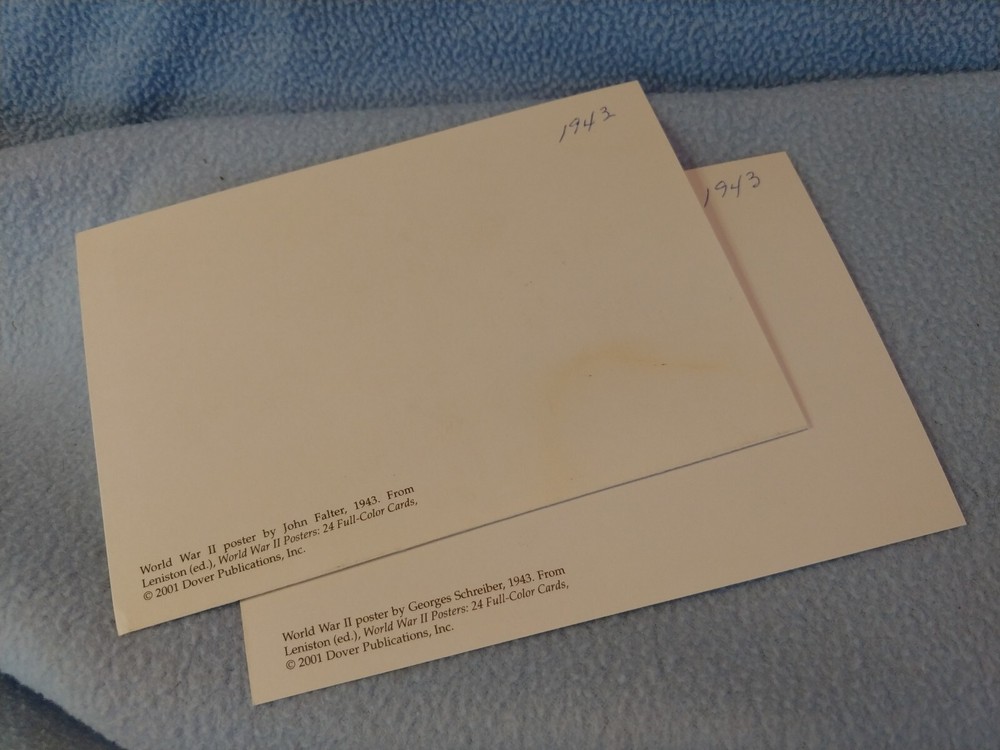 1943
World War II poster by John Falter, 1943. From
Leniston (ed.), World War II Posters: 24 Full-Color Cards,
© 2001 Dover Publications, Inc.
1943
World War II poster by Georges Schreiber, 1943. From
Leniston (ed.), World War II Posters: 24 Full-Color Cards,
© 2001 Dover Publications, Inc.